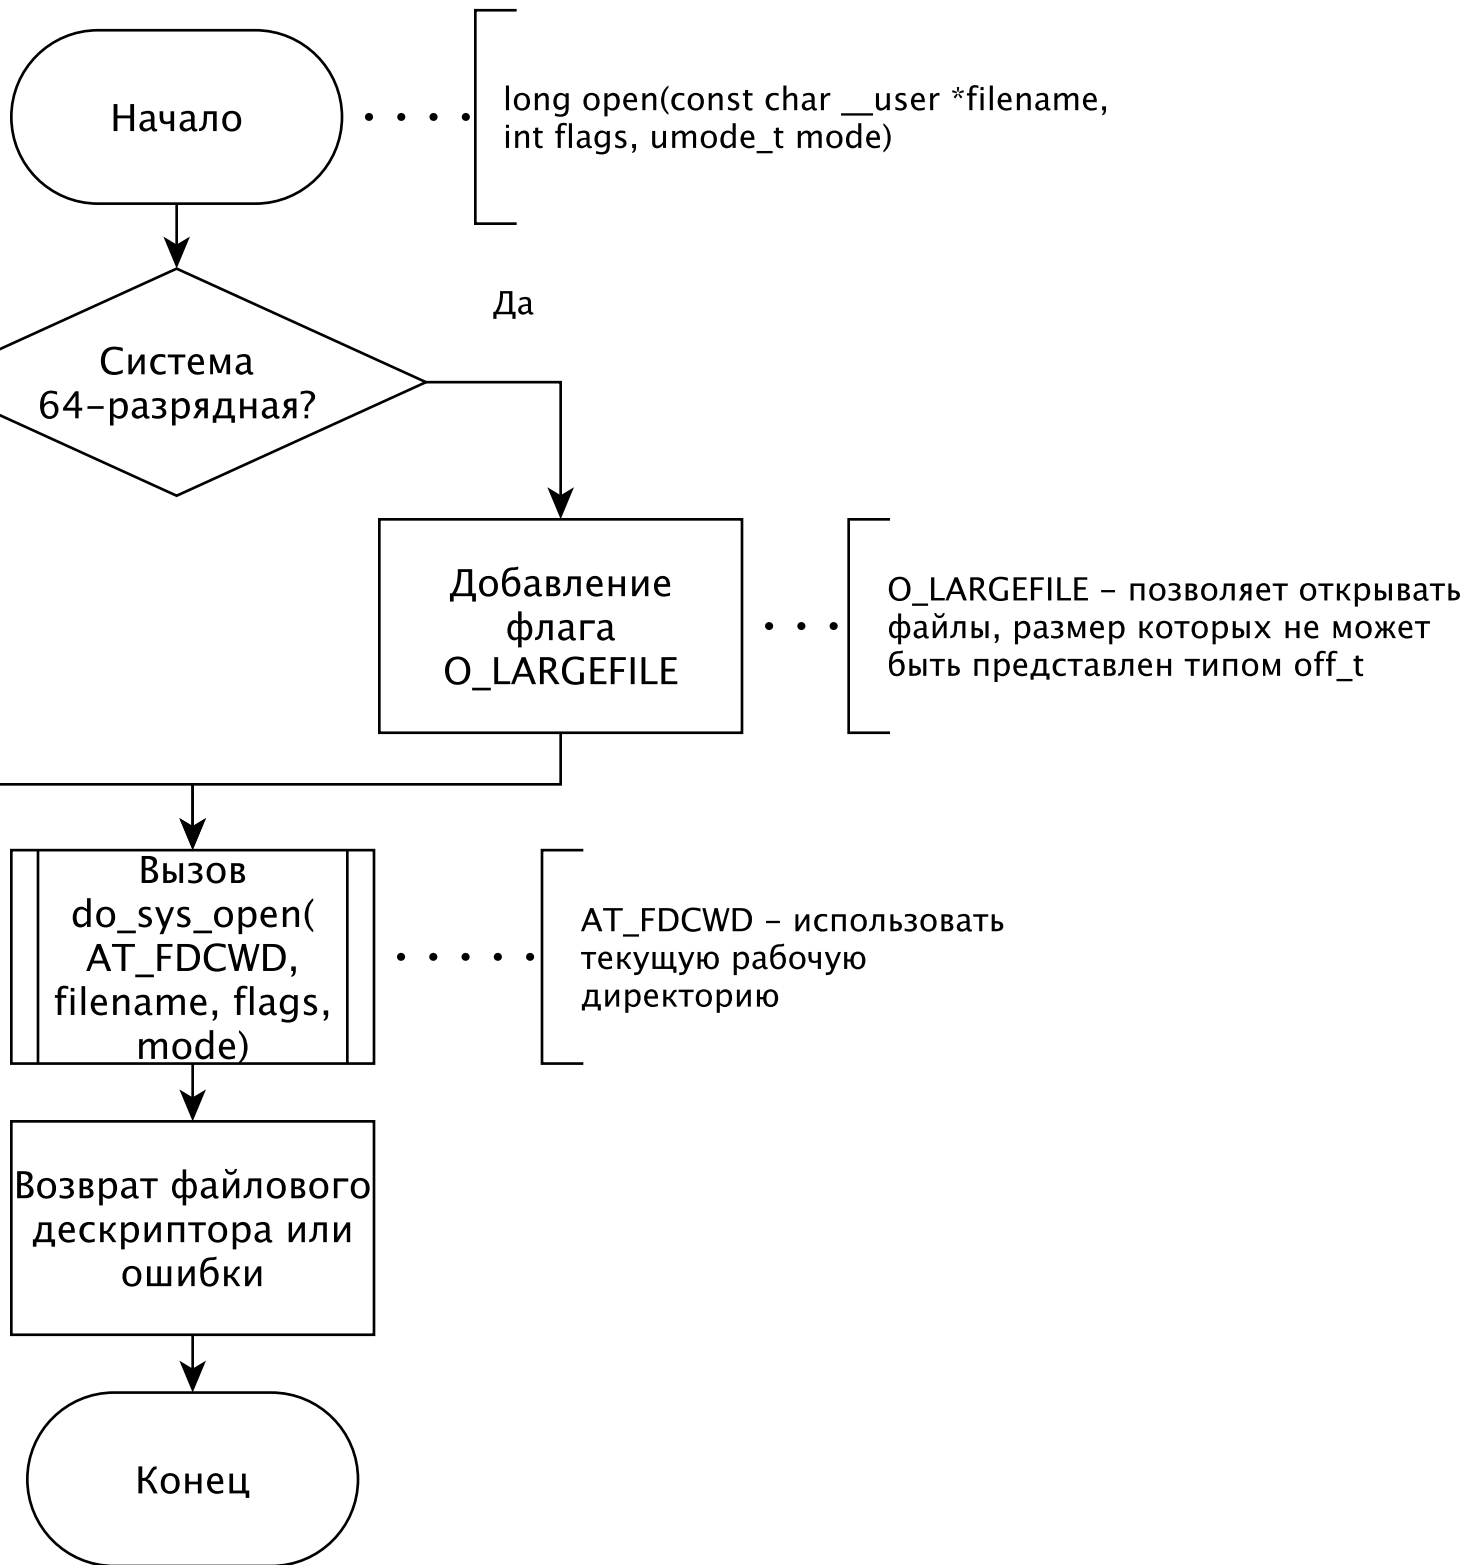 Начало
long open(const char __user *filename,
int flags, umode_t mode)
Да
Система
64–разрядная?
Добавление
флага
O_LARGEFILE
O_LARGEFILE – позволяет открывать
файлы, размер которых не может
быть представлен типом off_t
Вызов
do_sys_open(
AT_FDCWD,
filename, flags,
mode)
AT_FDCWD – использовать
текущую рабочую
директорию
Возврат файлового
дескриптора или
ошибки
Конец